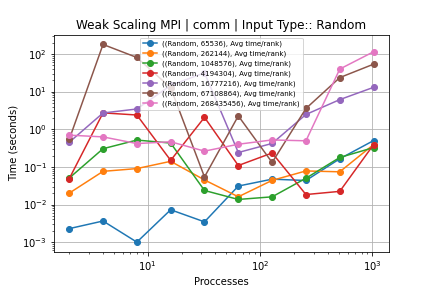 Weak Scaling MPI | comm | Input Type:: Random
((Random, 65536), Avg time/rank)
((Random, 262144), Avg time/rank)
((Random, 1048576), Avg time/rank)
((Random, 4194304), Avg time/rank)
((Random, 16777216), Avg time/rank)
((Random, 67108864), Avg time/rank)
((Random, 268435456), Avg time/rank)
Time (seconds)
10²
10¹
10⁰
10⁻¹
10⁻²
10⁻³
10¹ 10² 10³
Proccesses